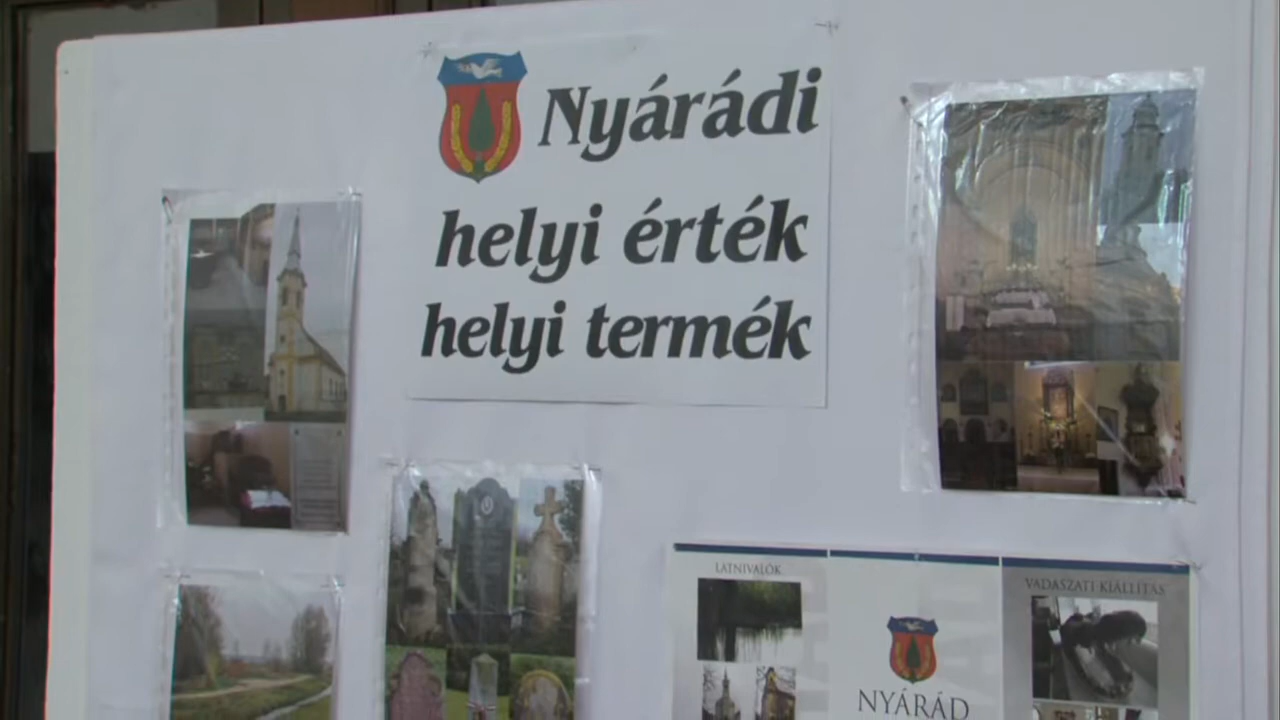 Nyárádi
helyi érték
helyi termék
LÁTNIVALÓK
VADÁSZATI KIÁLLÍTÁS
NYÁRÁD